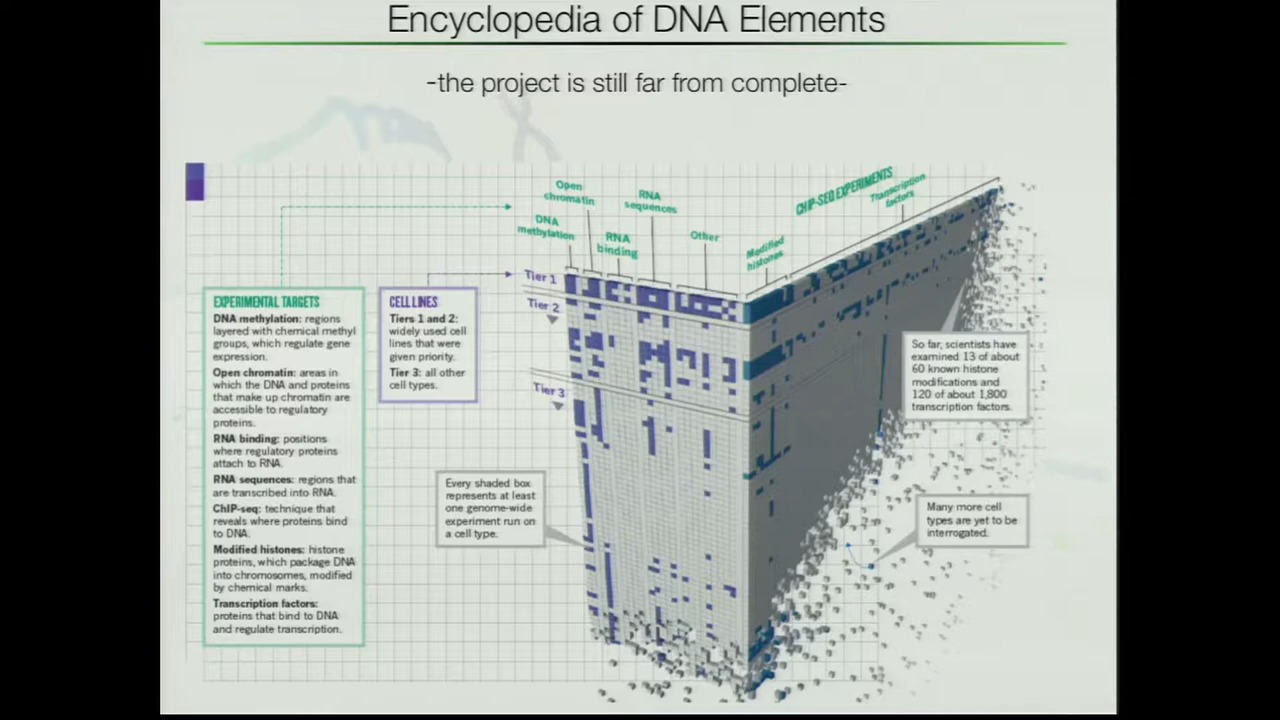 Encyclopedia of DNA Elements
-the project is still far from complete-
Open
chromatin
DNA
methylation
RNA
sequences
RNA
binding
Other
CHIP-SEQ EXPERIMENTS
Transcription
factors
Modified
histones
Tier 1
Tier 2
Tier 3
EXPERIMENTAL TARGETS
DNA methylation: regions
layered with chemical methyl
groups, which regulate gene
expression.
Open chromatin: areas in
which the DNA and proteins
that make up chromatin are
accessible to regulatory
proteins.
RNA binding: positions
where regulatory proteins
attach to RNA.
RNA sequences: regions that
are transcribed into RNA.
ChIP-seq: technique that
reveals where proteins bind
to DNA.
Modified histones: histone
proteins, which package DNA
into chromosomes, modified
by chemical marks.
Transcription factors:
proteins that bind to DNA
and regulate transcription.
CELL LINES
Tiers 1 and 2:
widely used cell
lines that were
given priority.
Tier 3: all other
cell types.
Every shaded box
represents at least
one genome-wide
experiment run on
a cell type.
So far, scientists have
examined 13 of about
60 known histone
modifications and
120 of about 1,800
transcription factors.
Many more cell
types are yet to be
interrogated.